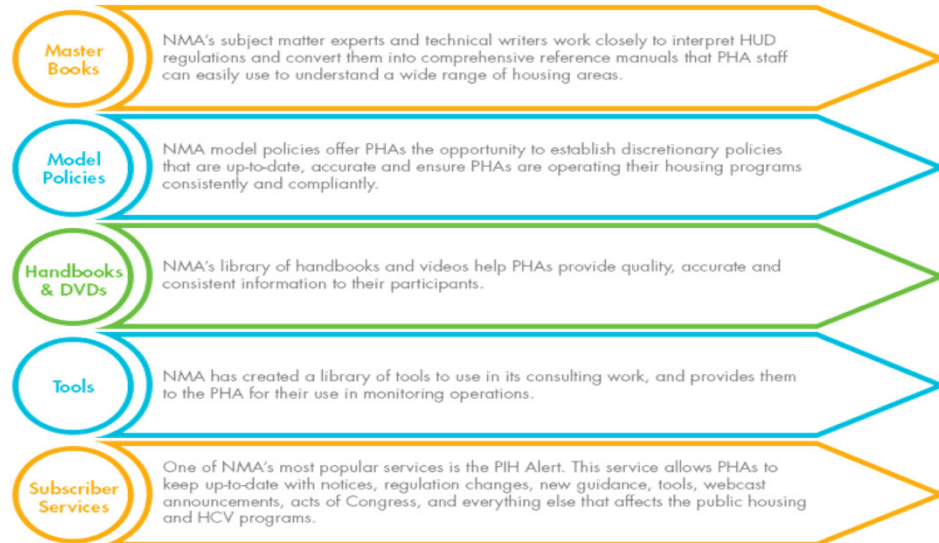 Master
Books
NMA's subject matter experts and technical writers work closely to interpret HUD
regulations and convert them into comprehensive reference manuals that PHA staff
can easily use to understand a wide range of housing areas.
Model
Policies
NMA model policies offer PHAs the opportunity to establish discretionary policies
that are up-to-date, accurate and ensure PHAs are operating their housing programs
consistently and compliantly.
Handbooks
& DVDs
NMA's library of handbooks and videos help PHAs provide quality, accurate and
consistent information to their participants.
Tools
NMA has created a library of tools to use in its consulting work, and provides them
to the PHA for their use in monitoring operations.
Subscriber
Services
One of NMA's most popular services is the PIH Alert. This service allows PHAs to
keep up-to-date with notices, regulation changes, new guidance, tools, webcast
announcements, acts of Congress, and everything else that affects the public housing
and HCV programs.